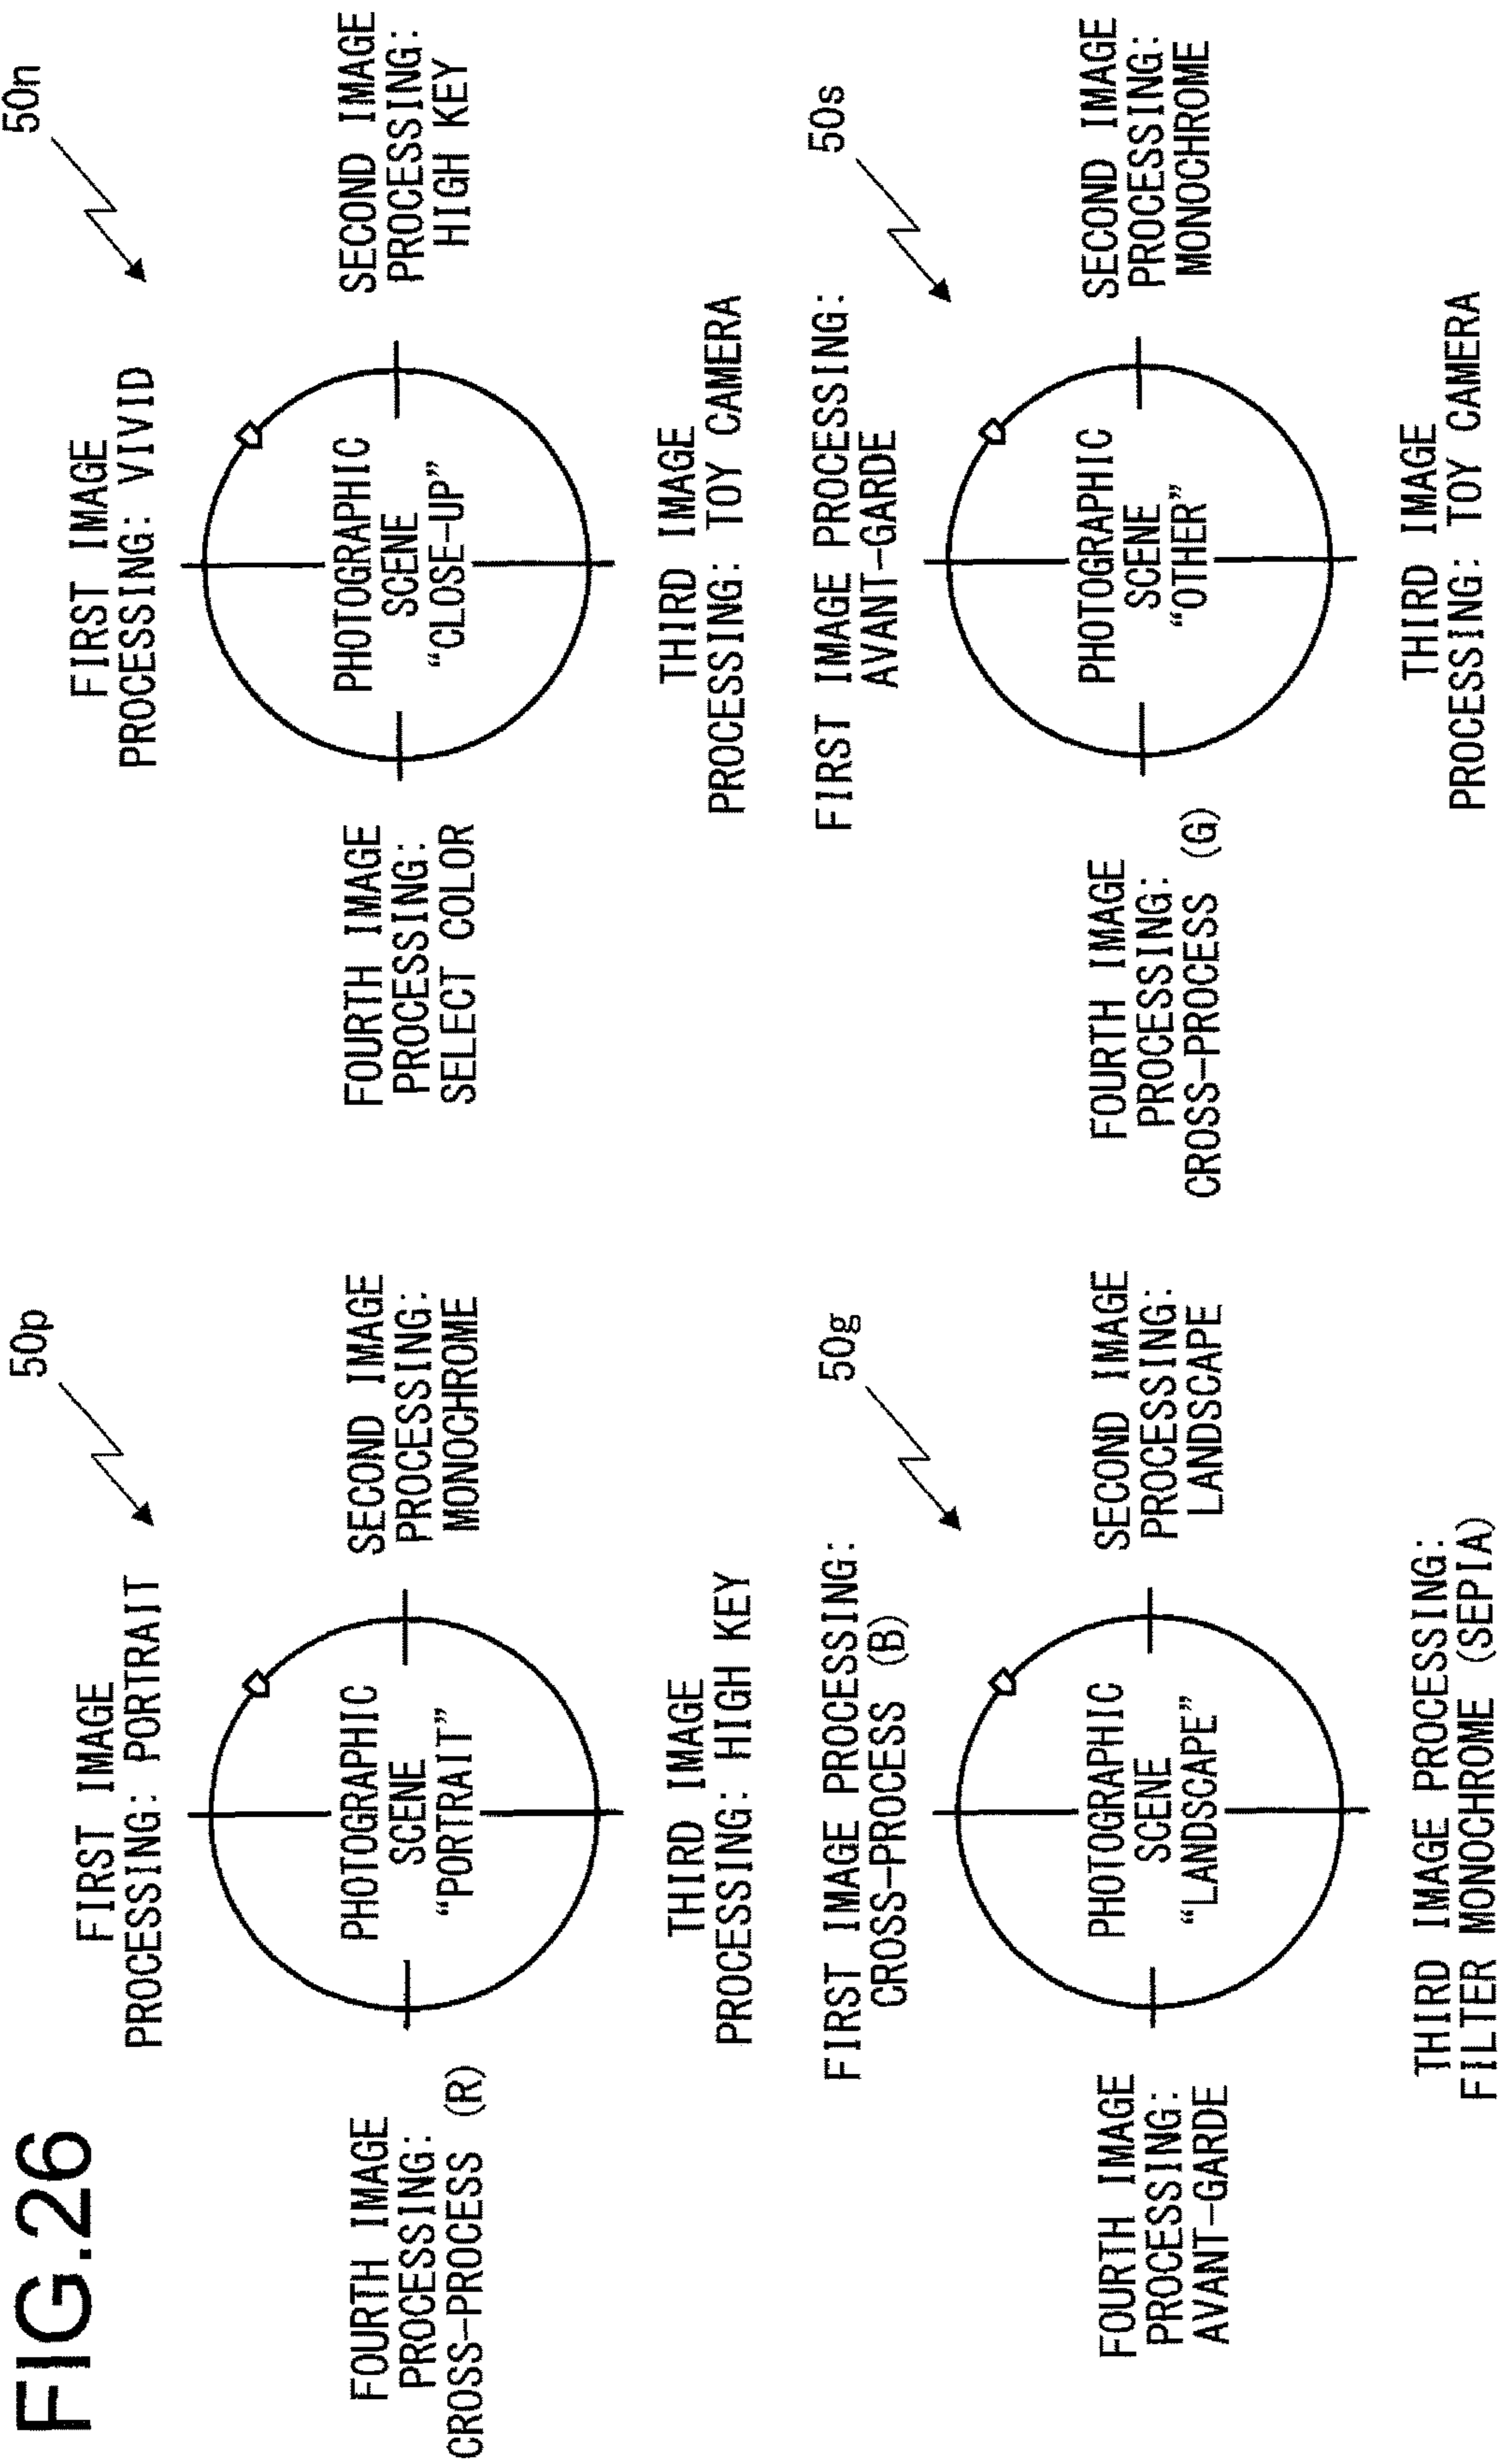 FIG.26
50p
FIRST IMAGE
PROCESSING: PORTRAIT
FOURTH IMAGE
PROCESSING:
CROSS-PROCESS (R)
PHOTOGRAPHIC
SCENE
“PORTRAIT”
SECOND IMAGE
PROCESSING:
MONOCHROME
THIRD IMAGE
PROCESSING: HIGH KEY
50n
FIRST IMAGE
PROCESSING: VIVID
FOURTH IMAGE
PROCESSING:
SELECT COLOR
PHOTOGRAPHIC
SCENE
“CLOSE-UP”
SECOND IMAGE
PROCESSING:
HIGH KEY
THIRD IMAGE
PROCESSING: TOY CAMERA
50g
FIRST IMAGE PROCESSING:
CROSS-PROCESS (B)
FOURTH IMAGE
PROCESSING:
AVANT-GARDE
PHOTOGRAPHIC
SCENE
“LANDSCAPE”
SECOND IMAGE
PROCESSING:
LANDSCAPE
THIRD IMAGE PROCESSING:
FILTER MONOCHROME (SEPIA)
50s
FIRST IMAGE PROCESSING:
AVANT-GARDE
FOURTH IMAGE
PROCESSING:
CROSS-PROCESS (G)
PHOTOGRAPHIC
SCENE
“OTHER”
SECOND IMAGE
PROCESSING:
MONOCHROME
THIRD IMAGE
PROCESSING: TOY CAMERA